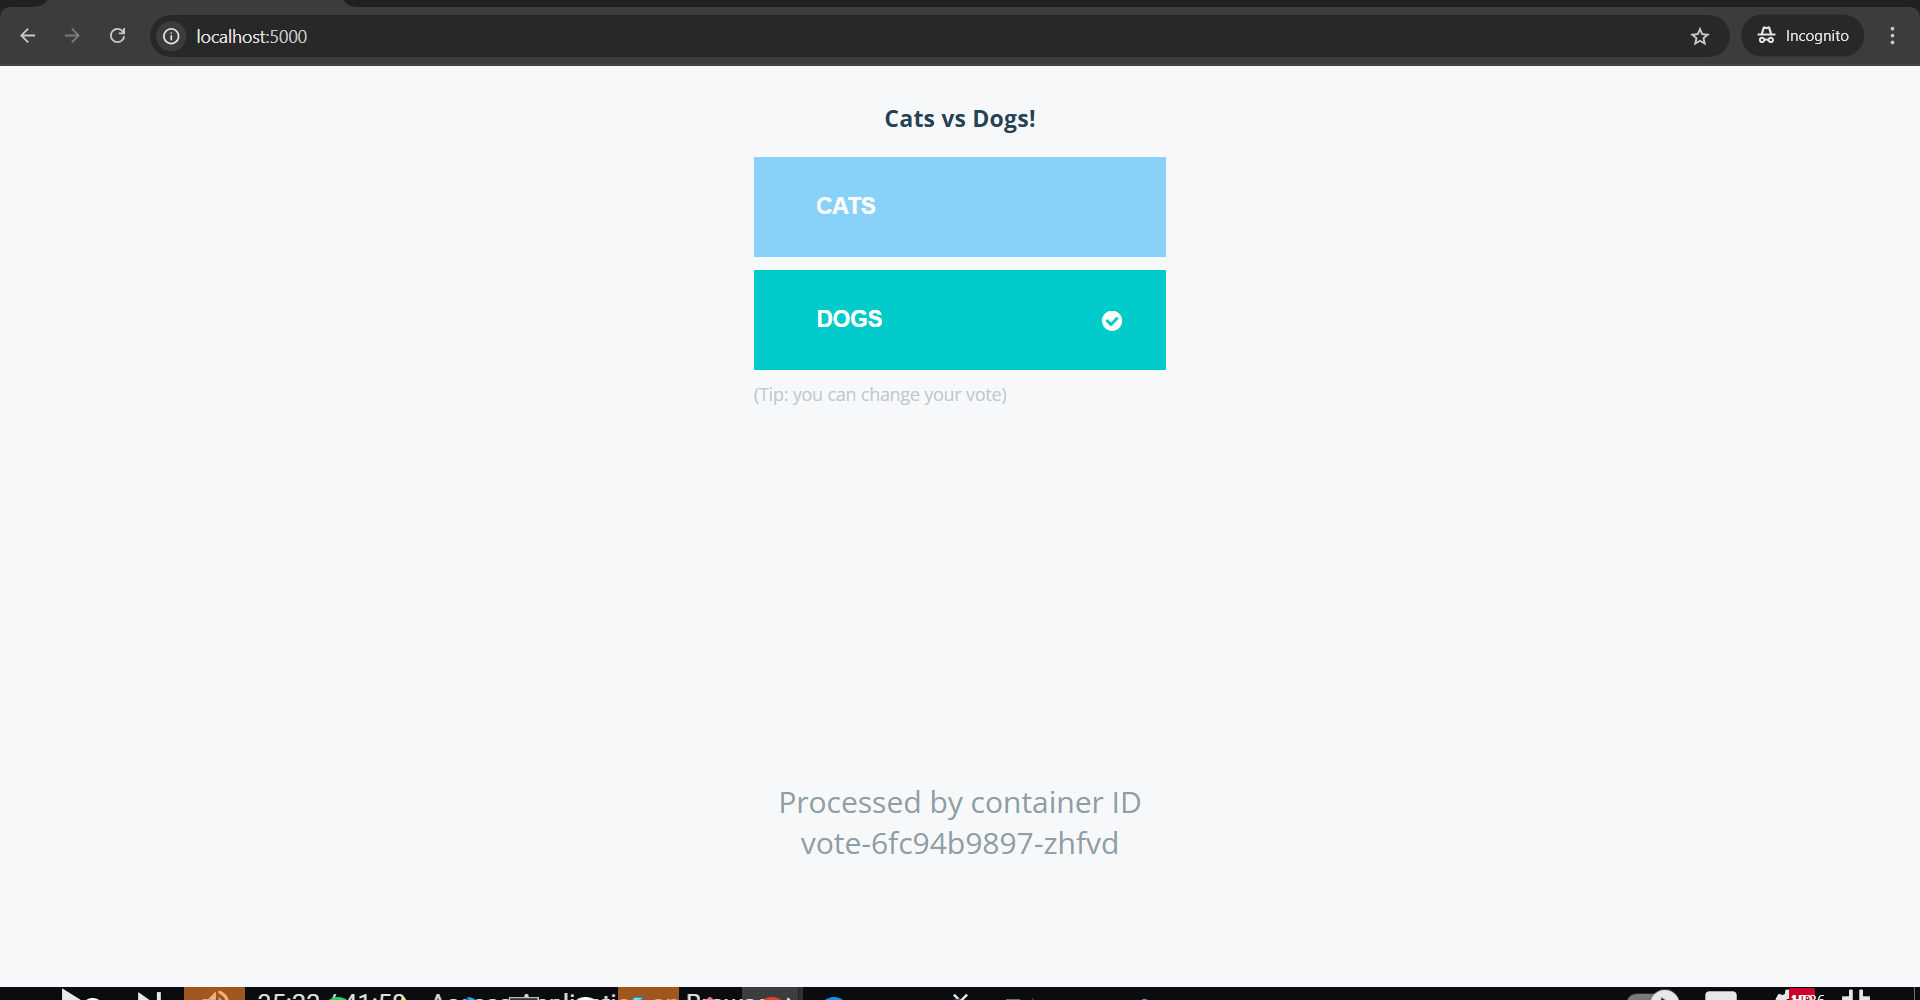 localhost:5000
Incognito
Cats vs Dogs!
CATS
DOGS
(Tip: you can change your vote)
Processed by container ID
vote-6fc94b9897-zhfvd